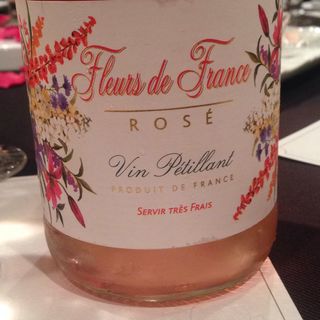 Fleurs de France
ROSÉ
Vin Pétillant
PRODUIT DE FRANCE
SERVIR TRÈS FRAIS